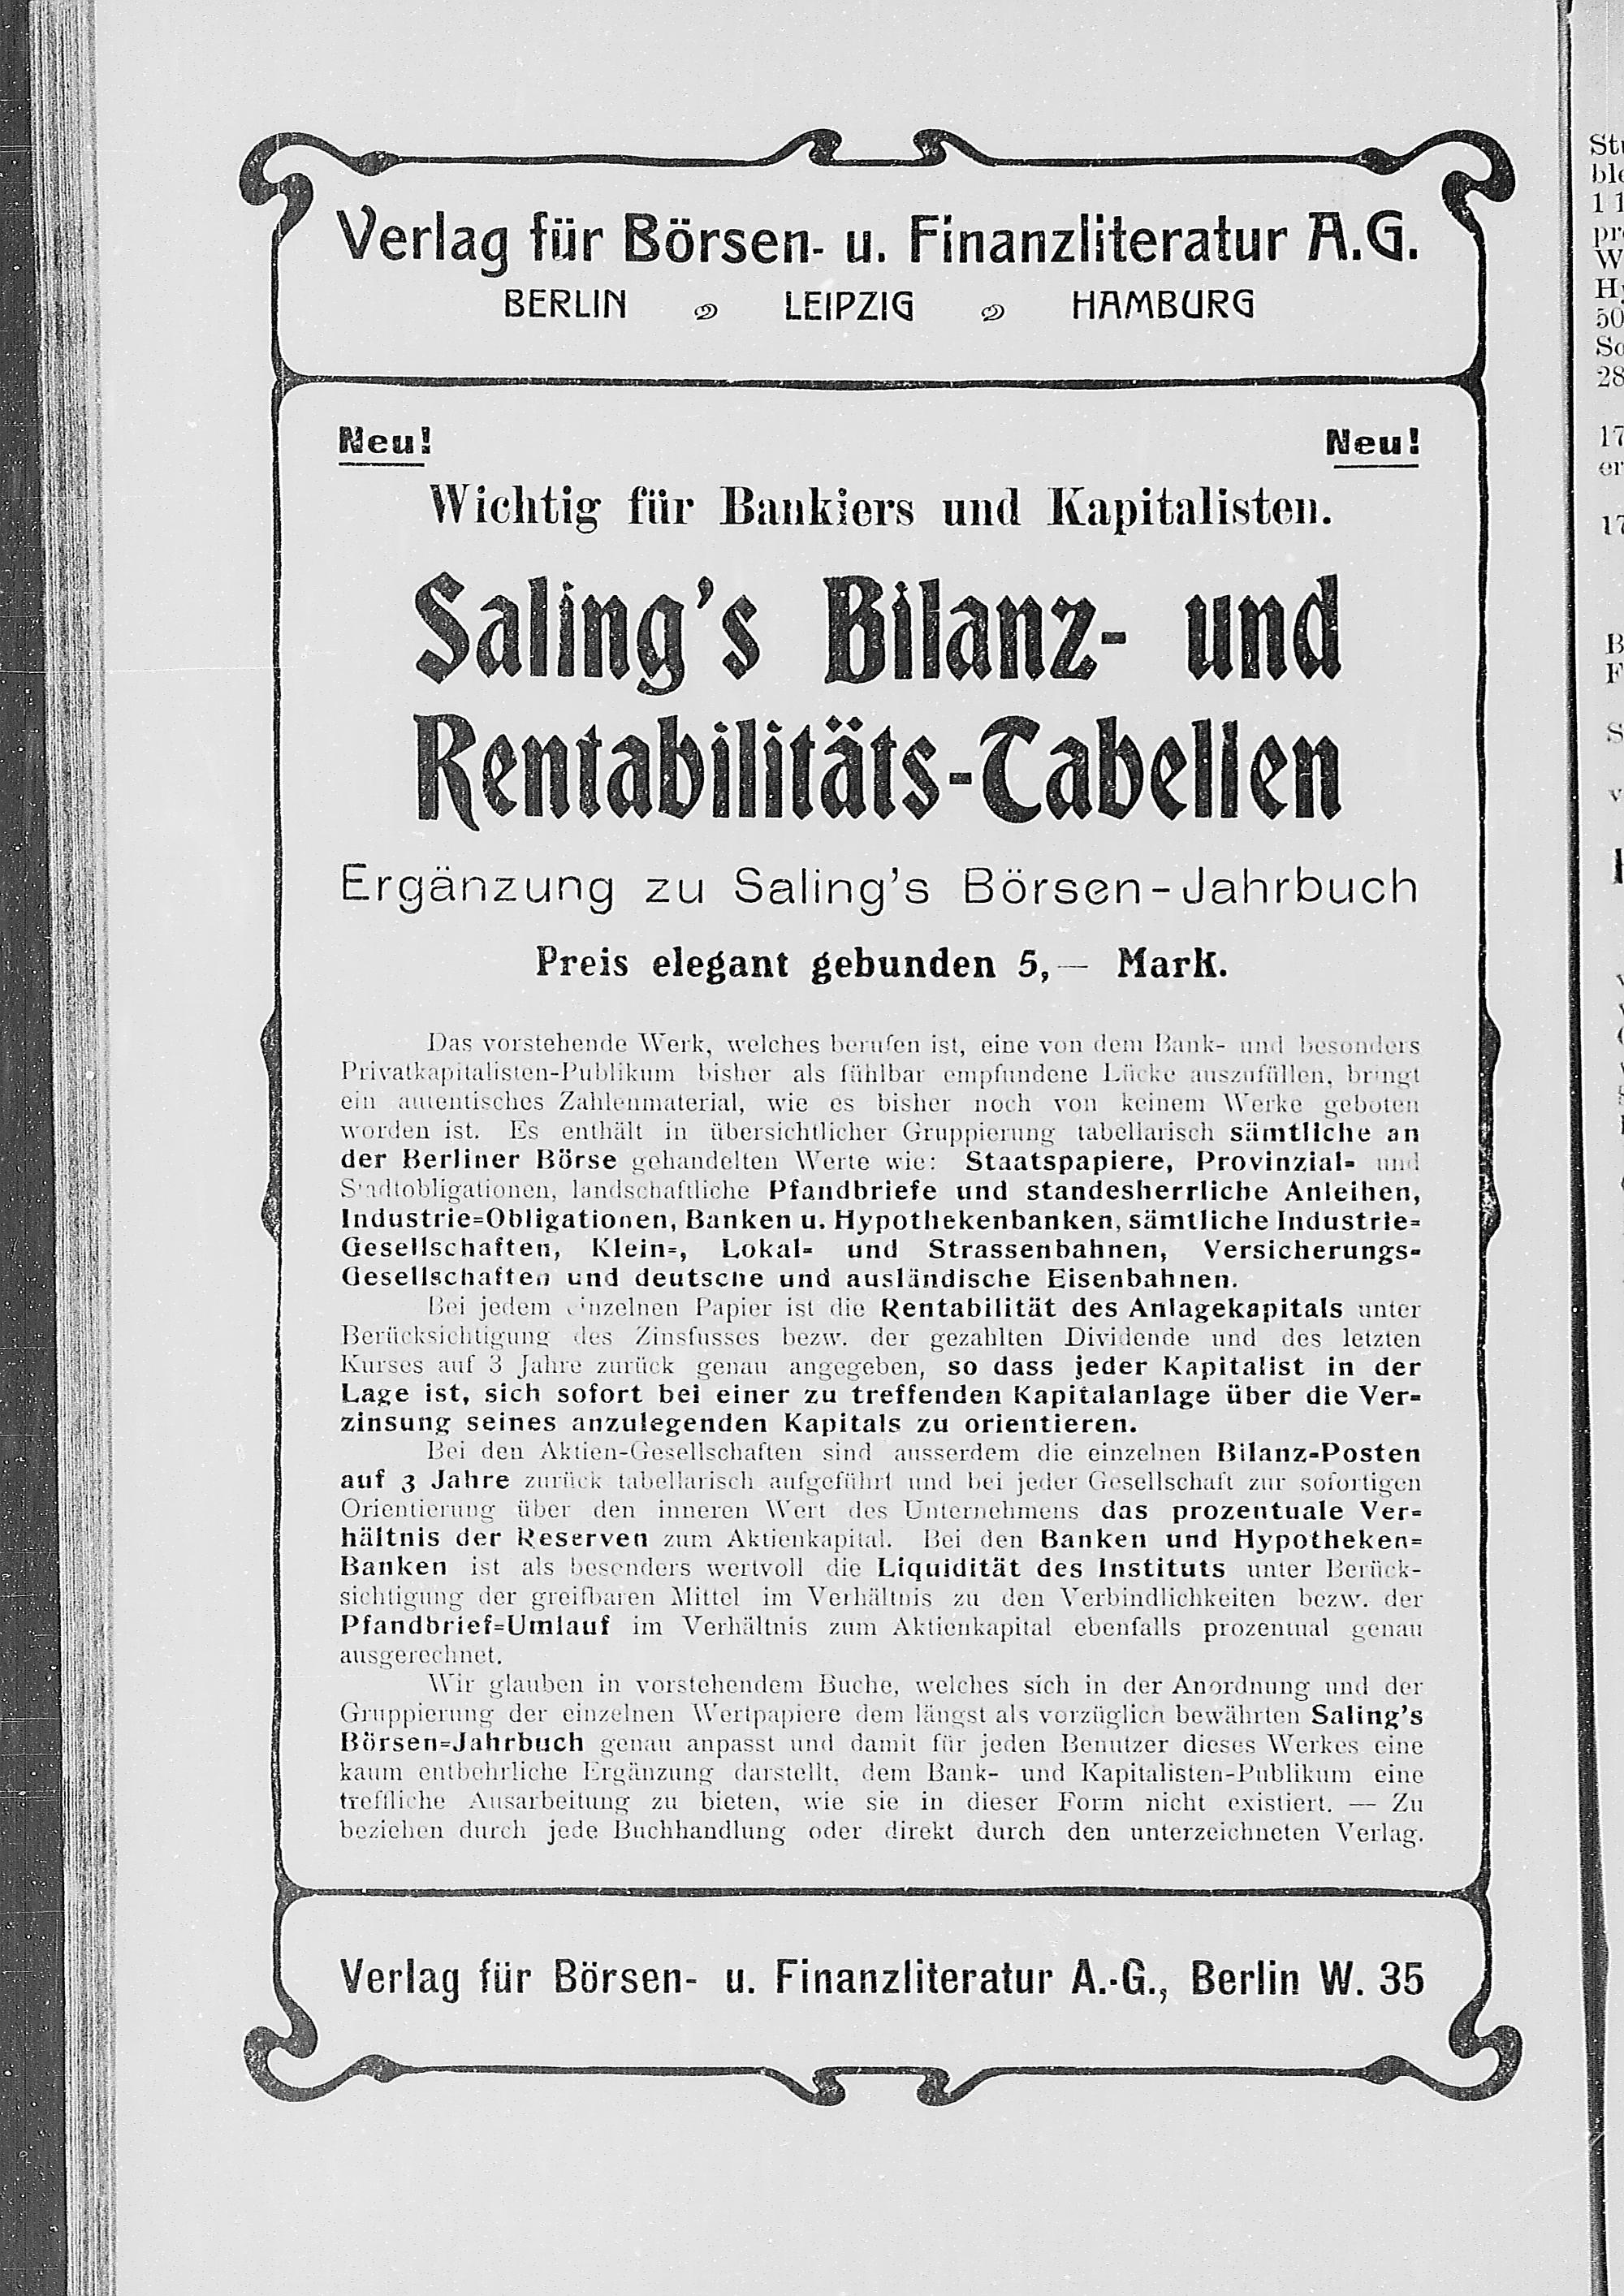 Verlag für Börsen- u. Finanzliteratur A.G.
BERLIN LEIPZIG HAMBURG
Neu! Neu!
Wichtig für Bankiers und Kapitalisten.
Saling's Bilanz- und
Rentabilitäts-Tabellen
Ergänzung zu Saling's Börsen-Jahrbuch
Preis elegant gebunden 5,— Mark.
Das vorstehende Werk, welches berufen ist, eine von dem Bank- und besonders
Privatkapitalisten-Publikum bisher als fühlbar empfundene Lücke auszufüllen, bringt
ein autentisches Zahlenmaterial, wie es bisher noch von keinem Werke geboten
worden ist. Es enthält in übersichtlicher Gruppierung tabellarisch sämtliche an
der Berliner Börse gehandelten Werte wie: Staatspapiere, Provinzial- und
Stadtobligationen, landschaftliche Pfandbriefe und standesherrliche Anleihen,
Industrie=Obligationen, Banken u. Hypothekenbanken, sämtliche Industrie=
Gesellschaften, Klein=, Lokal= und Strassenbahnen, Versicherungs=
Gesellschaften und deutsche und ausländische Eisenbahnen.
Bei jedem einzelnen Papier ist die Rentabilität des Anlagekapitals unter
Berücksichtigung des Zinsfusses bezw. der gezahlten Dividende und des letzten
Kurses auf 3 Jahre zurück genau angegeben, so dass jeder Kapitalist in der
Lage ist, sich sofort bei einer zu treffenden Kapitalanlage über die Ver=
zinsung seines anzulegenden Kapitals zu orientieren.
Bei den Aktien-Gesellschaften sind ausserdem die einzelnen Bilanz=Posten
auf 3 Jahre zurück tabellarisch aufgeführt und bei jeder Gesellschaft zur sofortigen
Orientierung über den inneren Wert des Unternehmens das prozentuale Ver=
hältnis der Reserven zum Aktienkapital. Bei den Banken und Hypotheken=
Banken ist als besonders wertvoll die Liquidität des Instituts unter Berück-
sichtigung der greifbaren Mittel im Verhältnis zu den Verbindlichkeiten bezw. der
Pfandbrief=Umlauf im Verhältnis zum Aktienkapital ebenfalls prozentual genau
ausgerechnet.
Wir glauben in vorstehendem Buche, welches sich in der Anordnung und der
Gruppierung der einzelnen Wertpapiere dem längst als vorzüglich bewährten Saling's
Börsen=Jahrbuch genau anpasst und damit für jeden Benutzer dieses Werkes eine
kaum entbehrliche Ergänzung darstellt, dem Bank- und Kapitalisten-Publikum eine
treffliche Ausarbeitung zu bieten, wie sie in dieser Form nicht existiert. — Zu
beziehen durch jede Buchhandlung oder direkt durch den unterzeichneten Verlag.
Verlag für Börsen- u. Finanzliteratur A.-G., Berlin W. 35